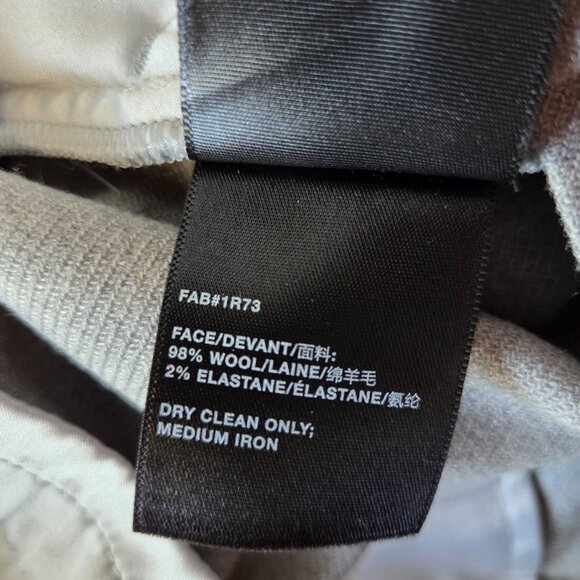 FAB#1R73
FACE/DEVANT/面料:
98% WOOL/LAINE/绵羊毛
2% ELASTANE/ÉLASTANE/氨纶
DRY CLEAN ONLY;
MEDIUM IRON